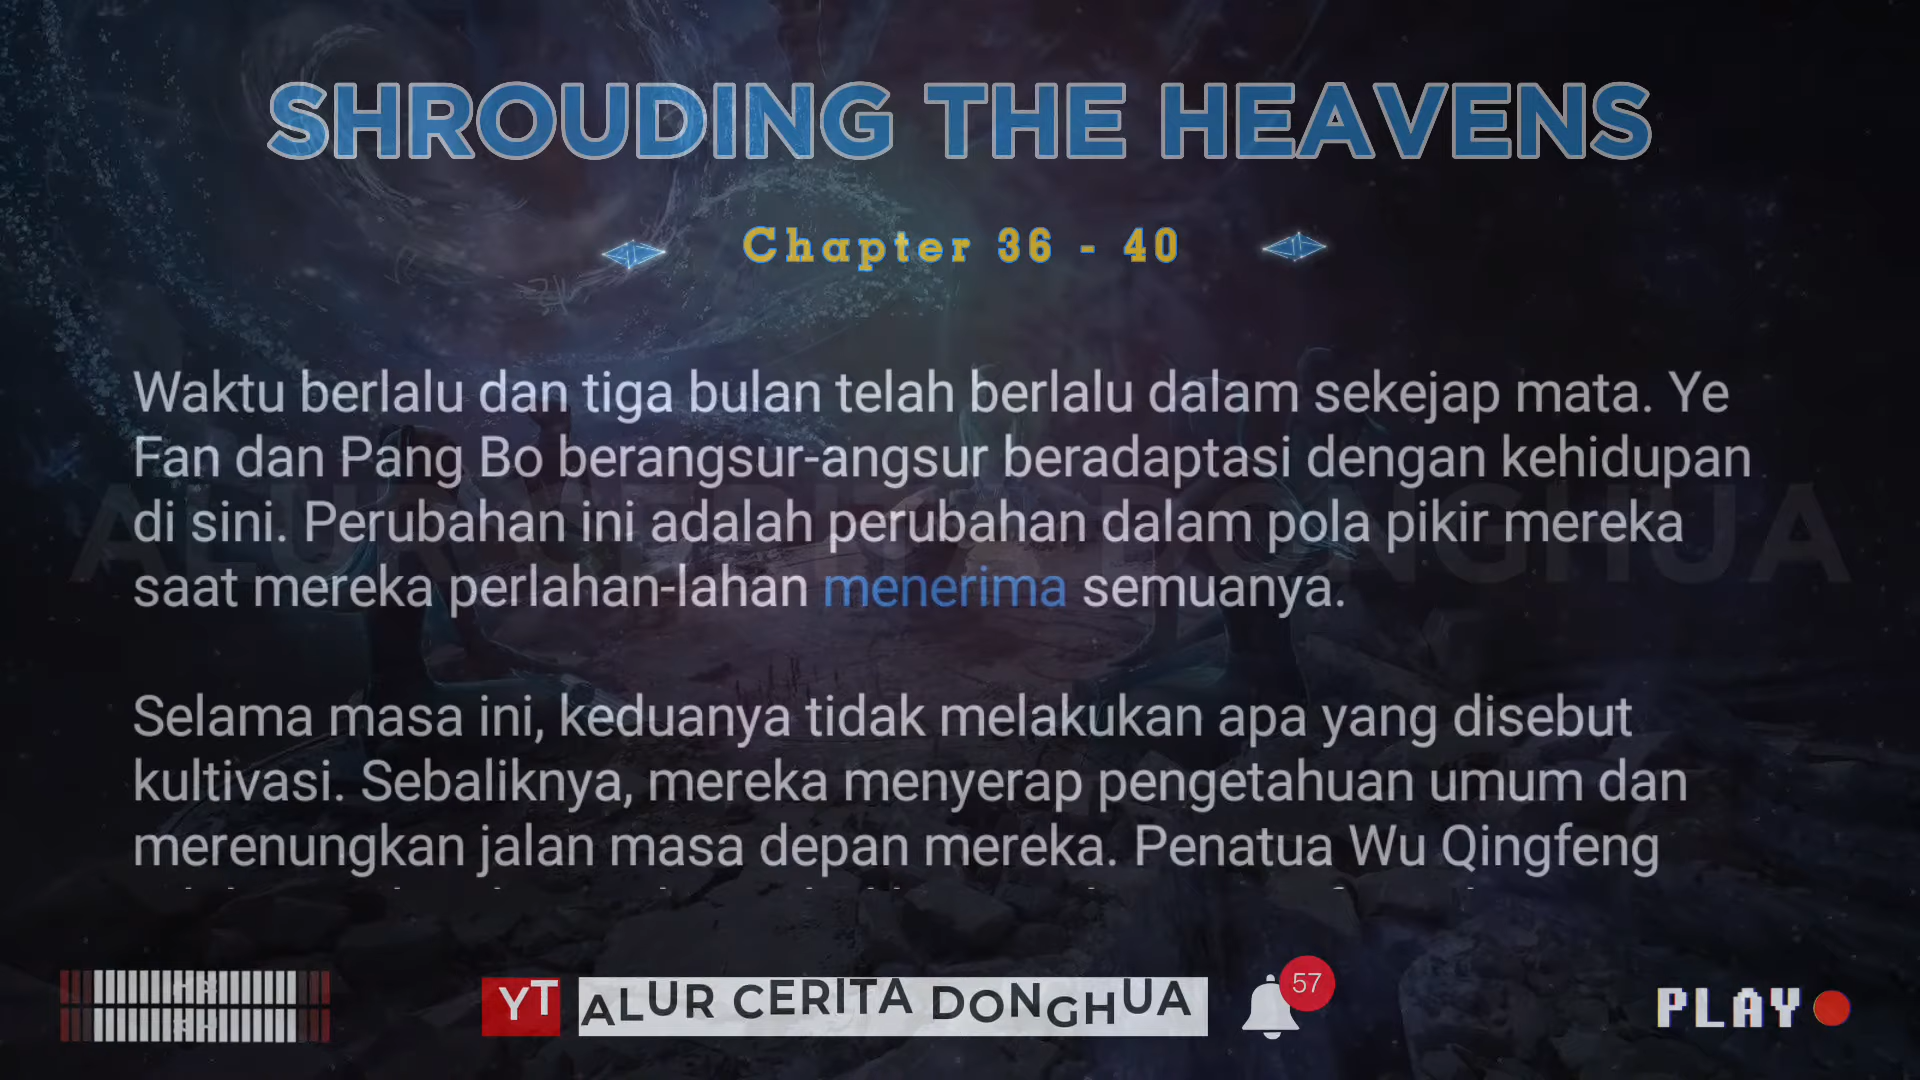 SHROUDING THE HEAVENS
Chapter 36 - 40
Waktu berlalu dan tiga bulan telah berlalu dalam sekejap mata. Ye
Fan dan Pang Bo berangsur-angsur beradaptasi dengan kehidupan
di sini. Perubahan ini adalah perubahan dalam pola pikir mereka
saat mereka perlahan-lahan menerima semuanya.
ALUR CERITA DONGHUA
Selama masa ini, keduanya tidak melakukan apa yang disebut
kultivasi. Sebaliknya, mereka menyerap pengetahuan umum dan
merenungkan jalan masa depan mereka. Penatua Wu Qingfeng
YT ALUR CERITA DONGHUA
57
PLAY